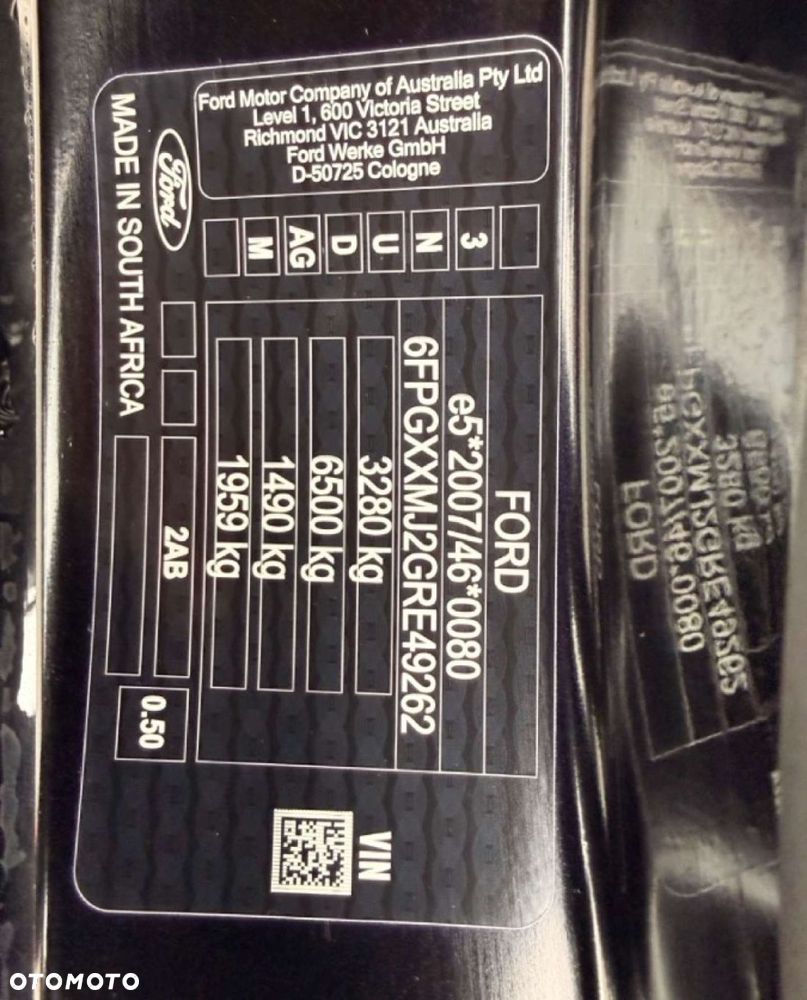 Ford Motor Company of Australia Pty Ltd
Level 1, 600 Victoria Street
Richmond VIC 3121 Australia
Ford Werke GmbH
D-50725 Cologne
3
N
U
D
AG
M
FORD
e5*2007/46*0080
6FPGXXMJ2GRE49262
3280 kg
6500 kg
1490 kg
1959 kg
2AB
0.50
VIN
Ford
MADE IN SOUTH AFRICA
OTOMOTO